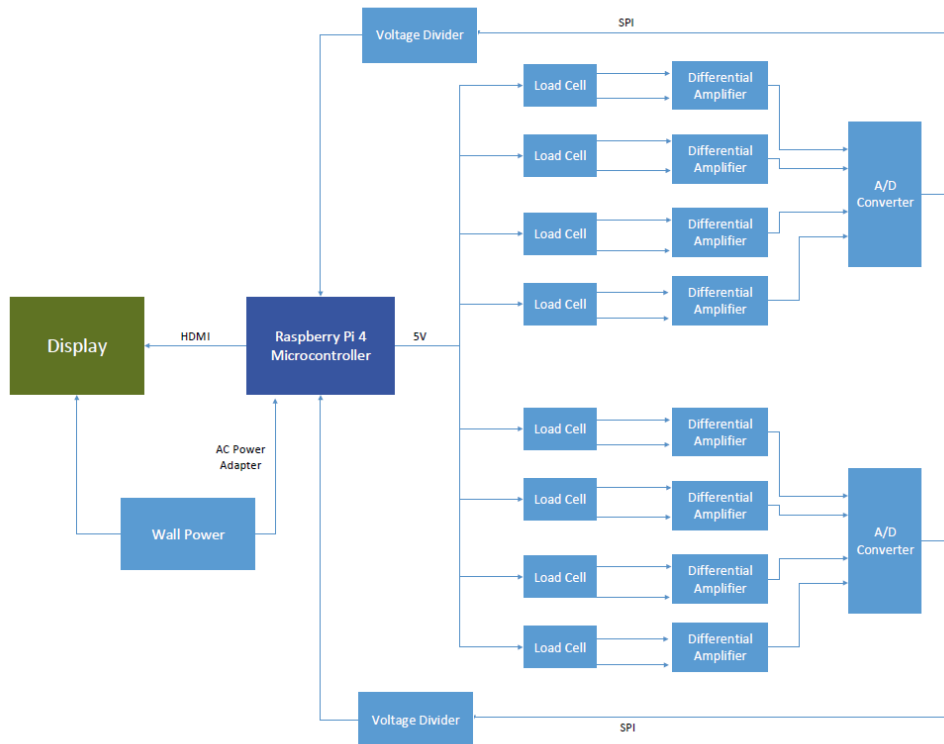 SPI
Voltage Divider
Load Cell
Differential
Amplifier
Load Cell
Differential
Amplifier
A/D
Converter
Load Cell
Differential
Amplifier
Load Cell
Differential
Amplifier
Display
HDMI
Raspberry Pi 4
Microcontroller
5V
AC Power
Adapter
Wall Power
Load Cell
Differential
Amplifier
Load Cell
Differential
Amplifier
A/D
Converter
Load Cell
Differential
Amplifier
Load Cell
Differential
Amplifier
Voltage Divider
SPI